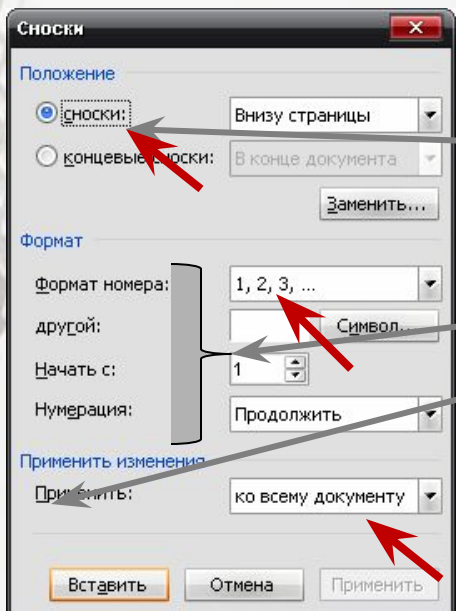 Сноски
Положение
сноски: Внизу страницы
концевые сноски: В конце документа
Заменить...
Формат
Формат номера: 1, 2, 3, ...
другой: Символ...
Начать с: 1
Нумерация: Продолжить
Применить изменения
Применить: ко всему документу
Вставить Отмена Применить